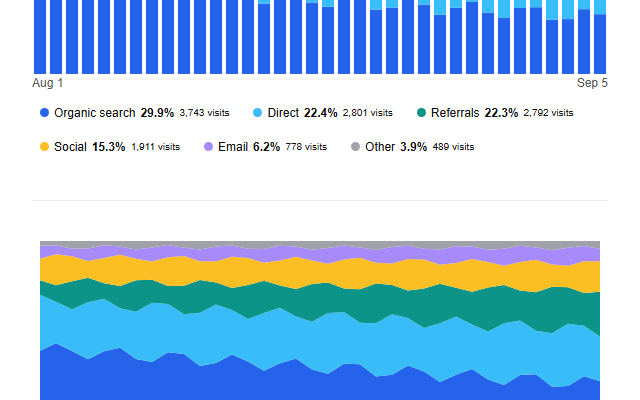 Aug 1 Sep 5
Organic search 29.9% 3,743 visits Direct 22.4% 2,801 visits Referrals 22.3% 2,792 visits
Social 15.3% 1,911 visits Email 6.2% 778 visits Other 3.9% 489 visits